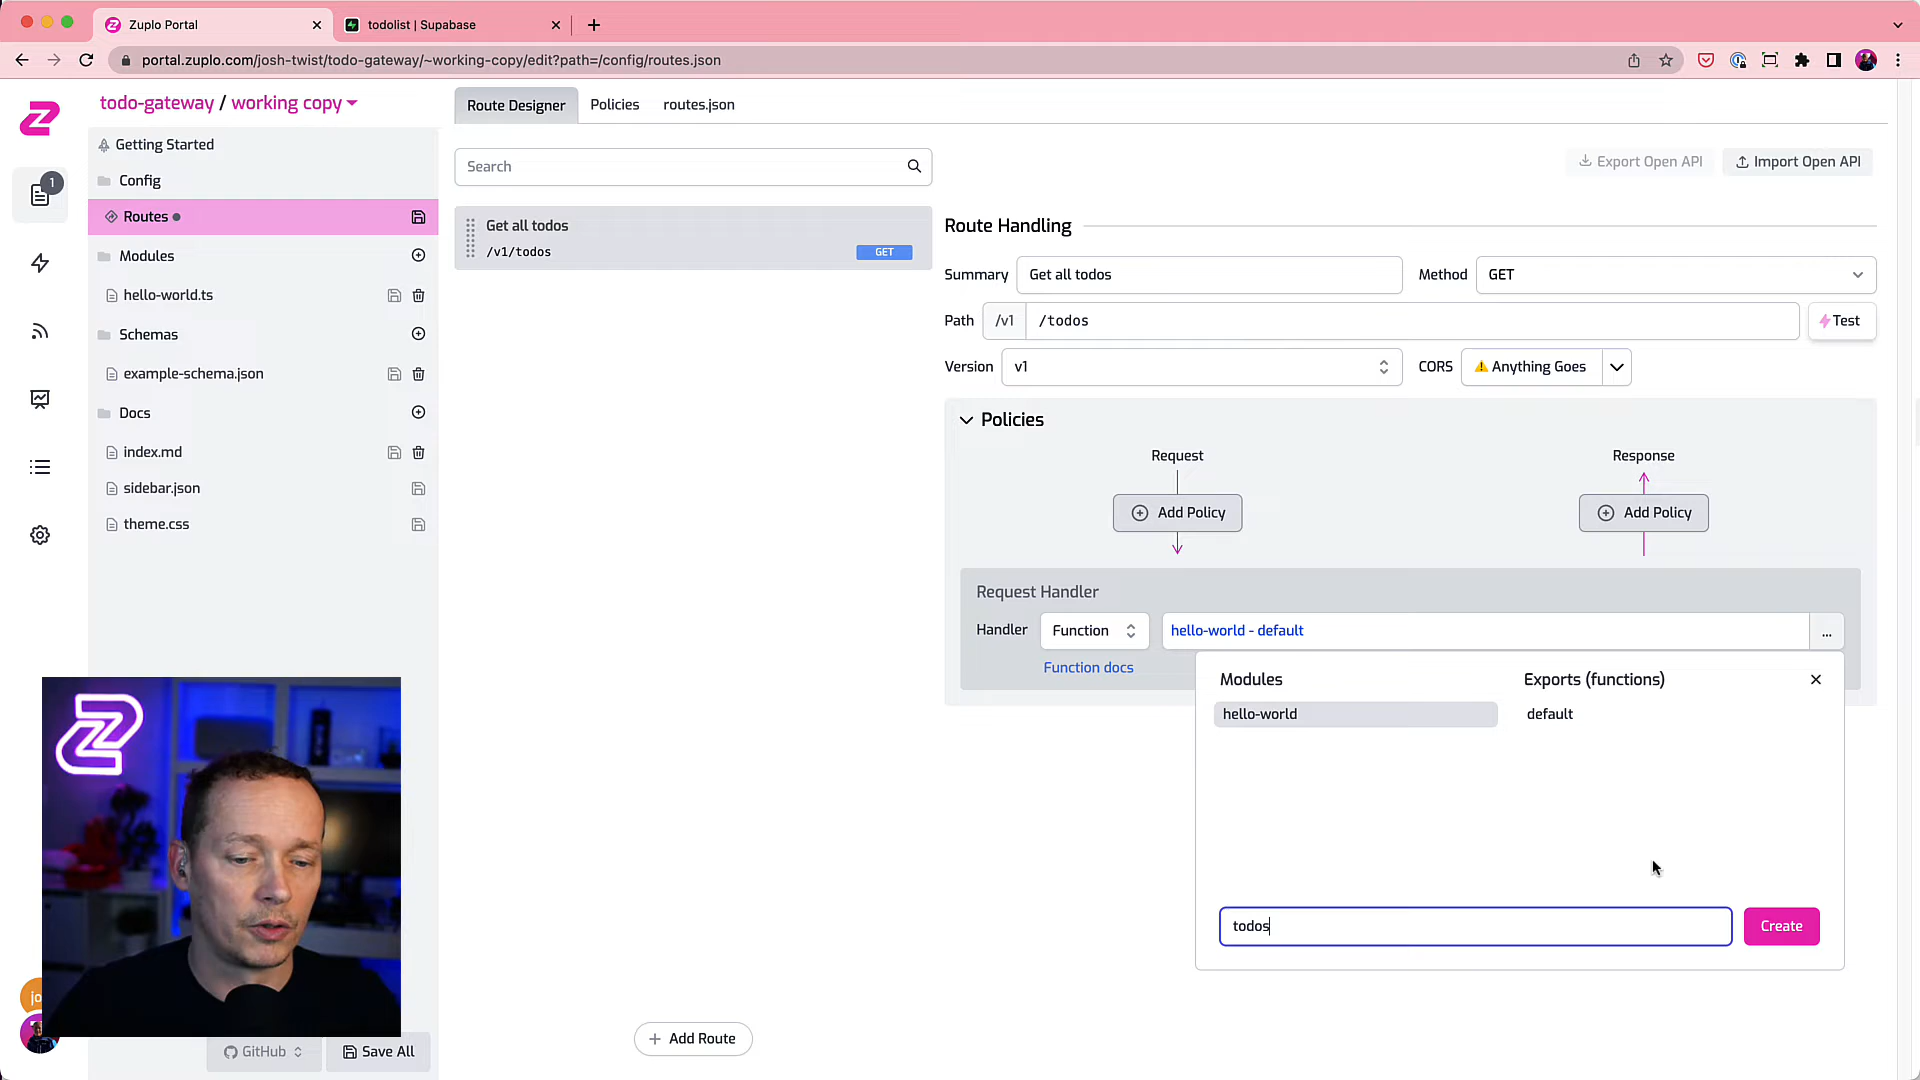 Zuplo Portal
todolist | Supabase
portal.zuplo.com/josh-twist/todo-gateway/~working-copy/edit?path=/config/routes.json
todo-gateway / working copy
Route Designer
Policies
routes.json
1
Getting Started
Config
Routes
Modules
hello-world.ts
Schemas
example-schema.json
Docs
index.md
sidebar.json
theme.css
Search
Export Open API
Import Open API
Get all todos
/v1/todos
GET
Route Handling
Summary
Get all todos
Method
GET
Path
/v1
/todos
Test
Version
v1
CORS
Anything Goes
Policies
Request
Response
Add Policy
Add Policy
Request Handler
Handler
Function
hello-world - default
...
Function docs
Modules
Exports (functions)
hello-world
default
todos
Create
jo
Add Route
GitHub
Save All